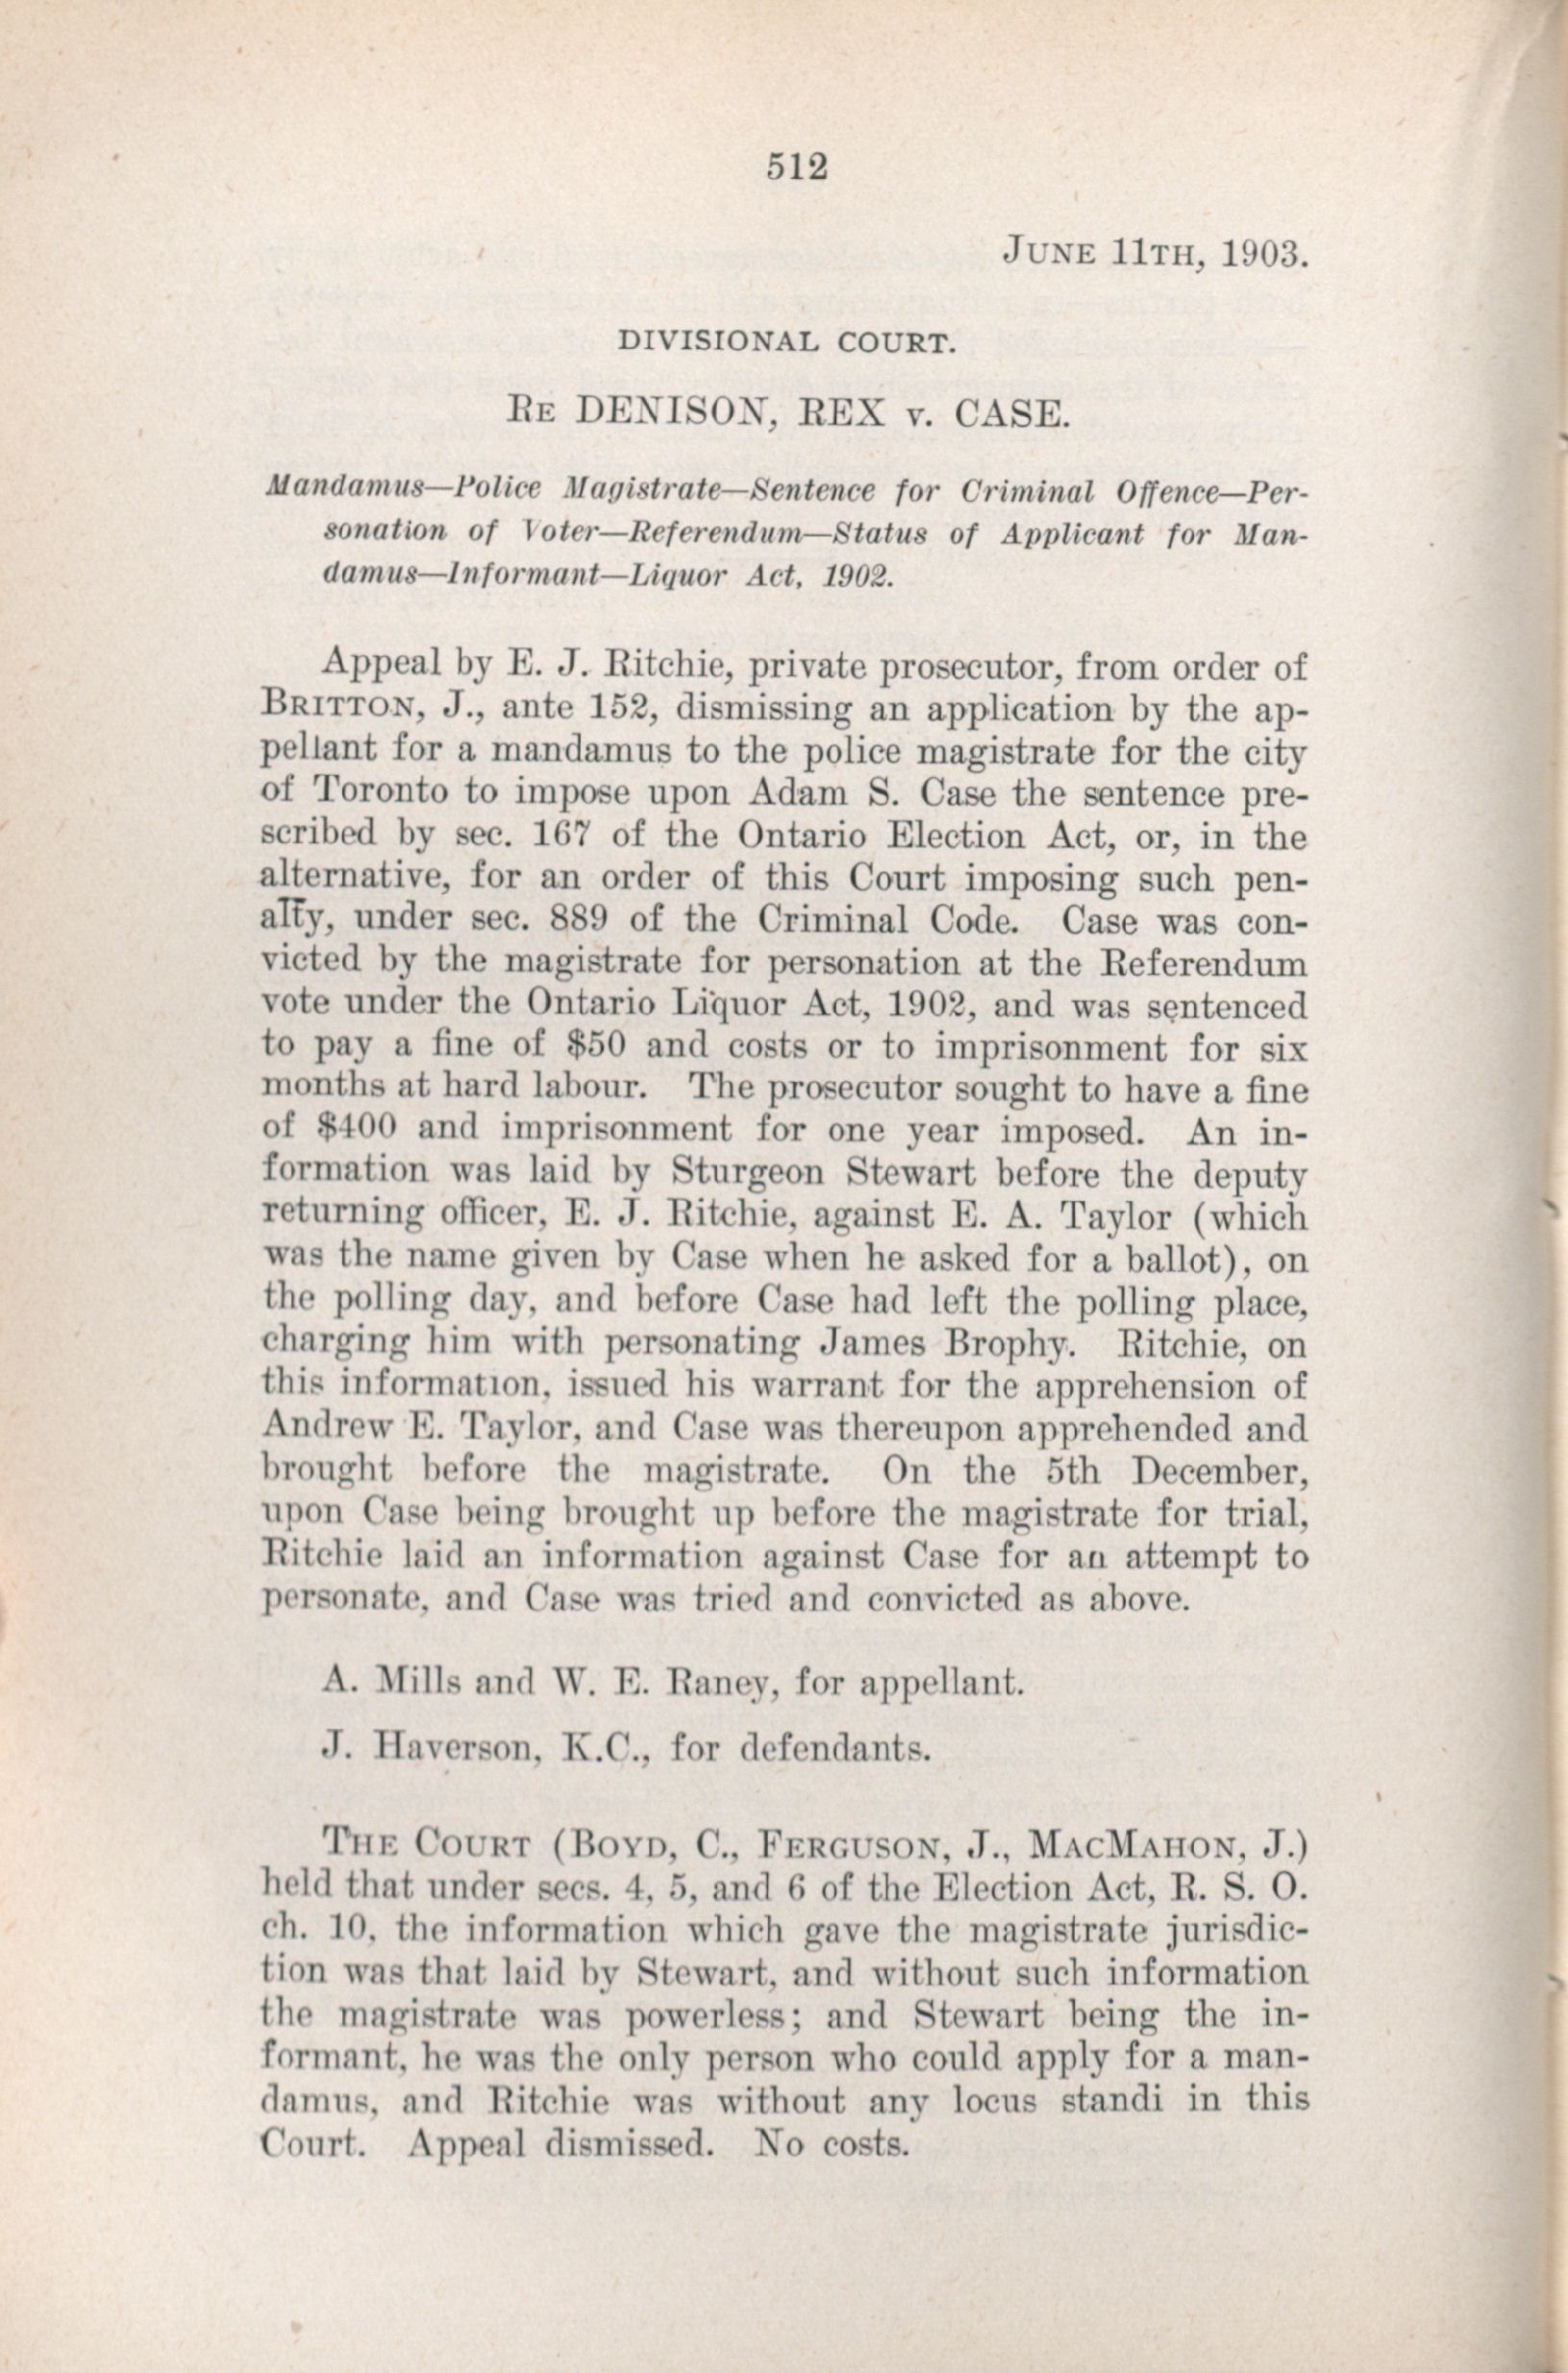 512
JUNE 11TH, 1903.
DIVISIONAL COURT.
RE DENISON, REX v. CASE.
Mandamus—Police Magistrate—Sentence for Criminal Offence—Per-
sonation of Voter—Referendum—Status of Applicant for Man-
damus—Informant—Liquor Act, 1902.
Appeal by E. J. Ritchie, private prosecutor, from order of
BRITTON, J., ante 152, dismissing an application by the ap-
pellant for a mandamus to the police magistrate for the city
of Toronto to impose upon Adam S. Case the sentence pre-
scribed by sec. 167 of the Ontario Election Act, or, in the
alternative, for an order of this Court imposing such pen-
alty, under sec. 889 of the Criminal Code. Case was con-
victed by the magistrate for personation at the Referendum
vote under the Ontario Liquor Act, 1902, and was sentenced
to pay a fine of $50 and costs or to imprisonment for six
months at hard labour. The prosecutor sought to have a fine
of $400 and imprisonment for one year imposed. An in-
formation was laid by Sturgeon Stewart before the deputy
returning officer, E. J. Ritchie, against E. A. Taylor (which
was the name given by Case when he asked for a ballot), on
the polling day, and before Case had left the polling place,
charging him with personating James Brophy. Ritchie, on
this information, issued his warrant for the apprehension of
Andrew E. Taylor, and Case was thereupon apprehended and
brought before the magistrate. On the 5th December,
upon Case being brought up before the magistrate for trial,
Ritchie laid an information against Case for an attempt to
personate, and Case was tried and convicted as above.
A. Mills and W. E. Raney, for appellant.
J. Haverson, K.C., for defendants.
THE COURT (BOYD, C., FERGUSON, J., MACMAHON, J.)
held that under secs. 4, 5, and 6 of the Election Act, R. S. O.
ch. 10, the information which gave the magistrate jurisdic-
tion was that laid by Stewart, and without such information
the magistrate was powerless; and Stewart being the in-
formant, he was the only person who could apply for a man-
damus, and Ritchie was without any locus standi in this
Court. Appeal dismissed. No costs.